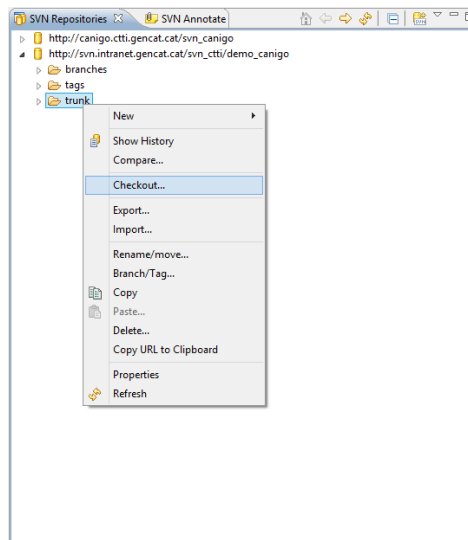 SVN Repositories SVN Annotate
http://canigo.ctti.gencat.cat/svn_canigo
http://svn.intranet.gencat.cat/svn_ctti/demo_canigo
branches
tags
trunk
New
Show History
Compare...
Checkout...
Export...
Import...
Rename/move...
Branch/Tag...
Copy
Paste...
Delete...
Copy URL to Clipboard
Properties
Refresh